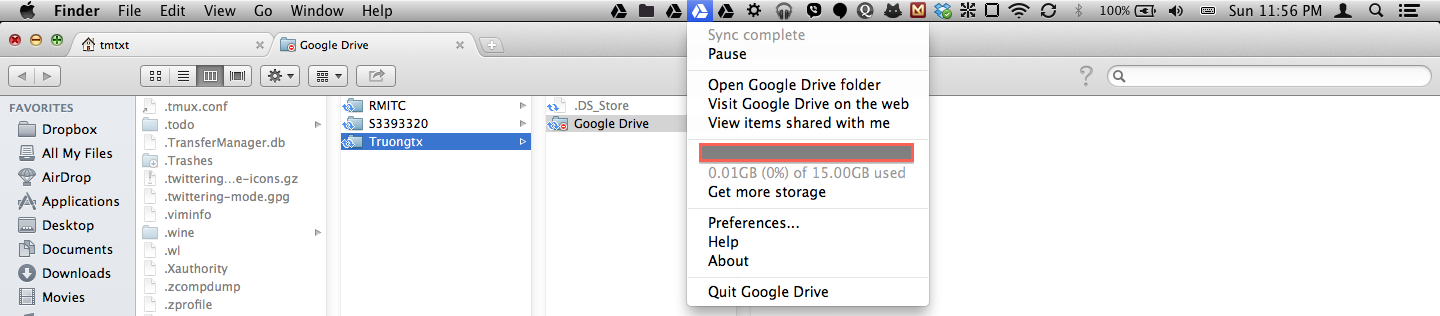 Finder File Edit View Go Window Help 100% Sun 11:56 PM
tmtxt Google Drive
FAVORITES
Dropbox
All My Files
AirDrop
Applications
Desktop
Documents
Downloads
Movies
.tmux.conf
.todo
.TransferManager.db
.Trashes
.twittering...e-icons.gz
.twittering-mode.gpg
.viminfo
.wine
.wl
.Xauthority
.zcompdump
.zprofile
RMITC
S3393320
Truongtx
.DS_Store
Google Drive
Sync complete
Pause
Open Google Drive folder
Visit Google Drive on the web
View items shared with me
0.01GB (0%) of 15.00GB used
Get more storage
Preferences...
Help
About
Quit Google Drive